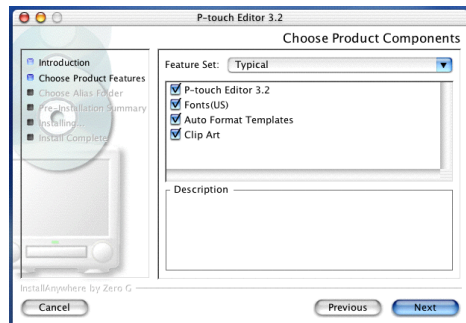 P-touch Editor 3.2
Choose Product Components
Introduction
Choose Product Features
Choose Alias Folder
Pre-Installation Summary
Installing...
Install Complete
Feature Set: Typical
P-touch Editor 3.2
Fonts(US)
Auto Format Templates
Clip Art
Description
InstallAnywhere by Zero G
Cancel
Previous
Next